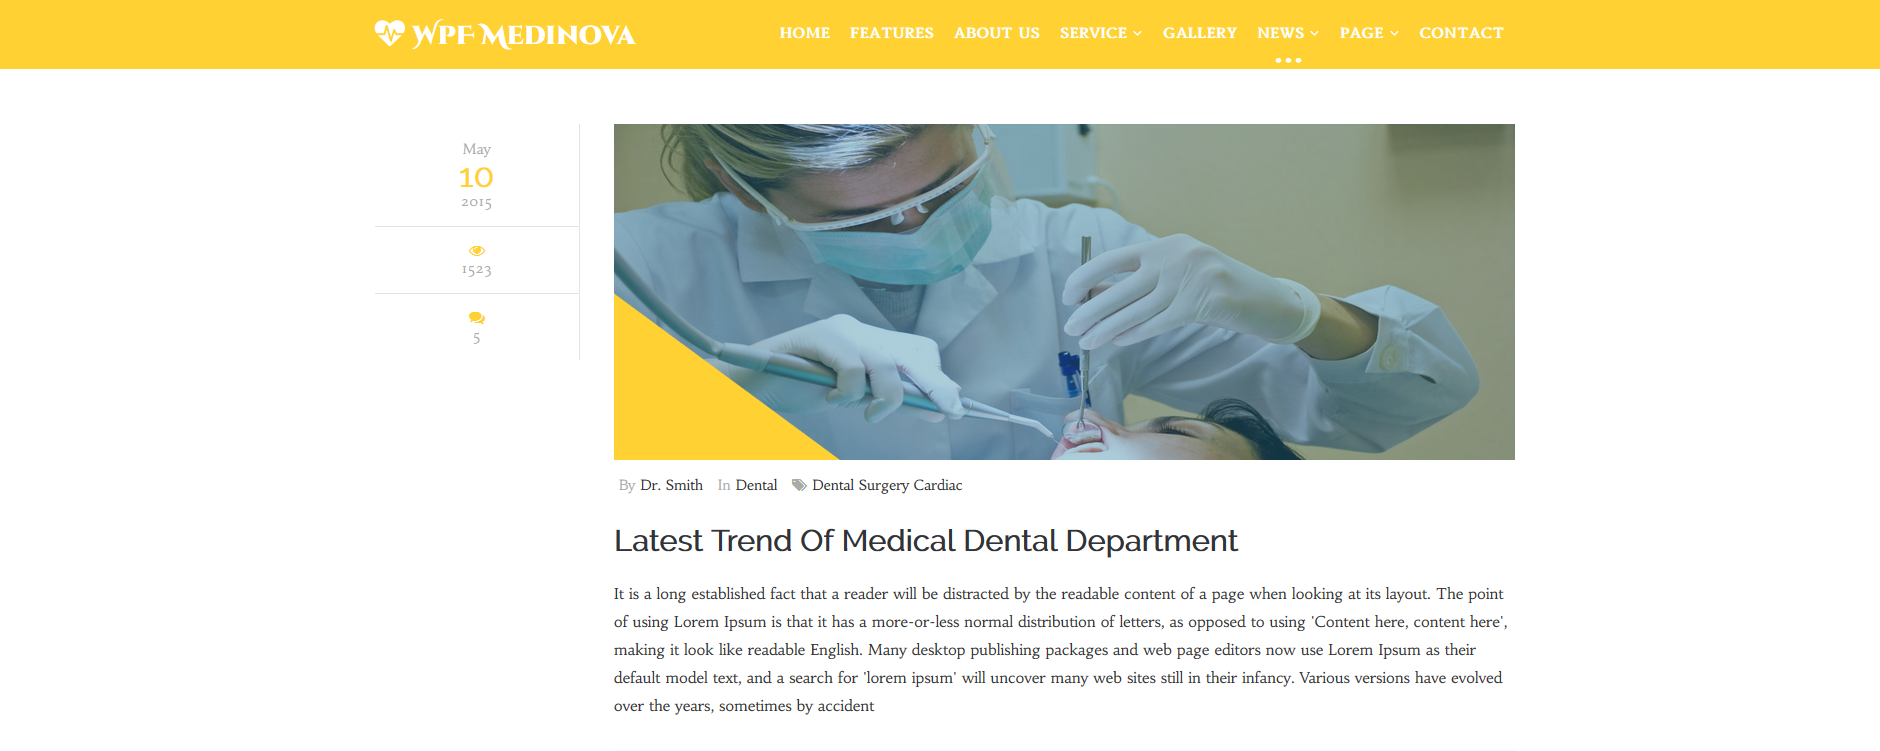 WPF MEDINOVA
HOME FEATURES ABOUT US SERVICE GALLERY NEWS PAGE CONTACT
May
10
2015
1523
5
By Dr. Smith In Dental Dental Surgery Cardiac
Latest Trend Of Medical Dental Department
It is a long established fact that a reader will be distracted by the readable content of a page when looking at its layout. The point
of using Lorem Ipsum is that it has a more-or-less normal distribution of letters, as opposed to using 'Content here, content here',
making it look like readable English. Many desktop publishing packages and web page editors now use Lorem Ipsum as their
default model text, and a search for 'lorem ipsum' will uncover many web sites still in their infancy. Various versions have evolved
over the years, sometimes by accident